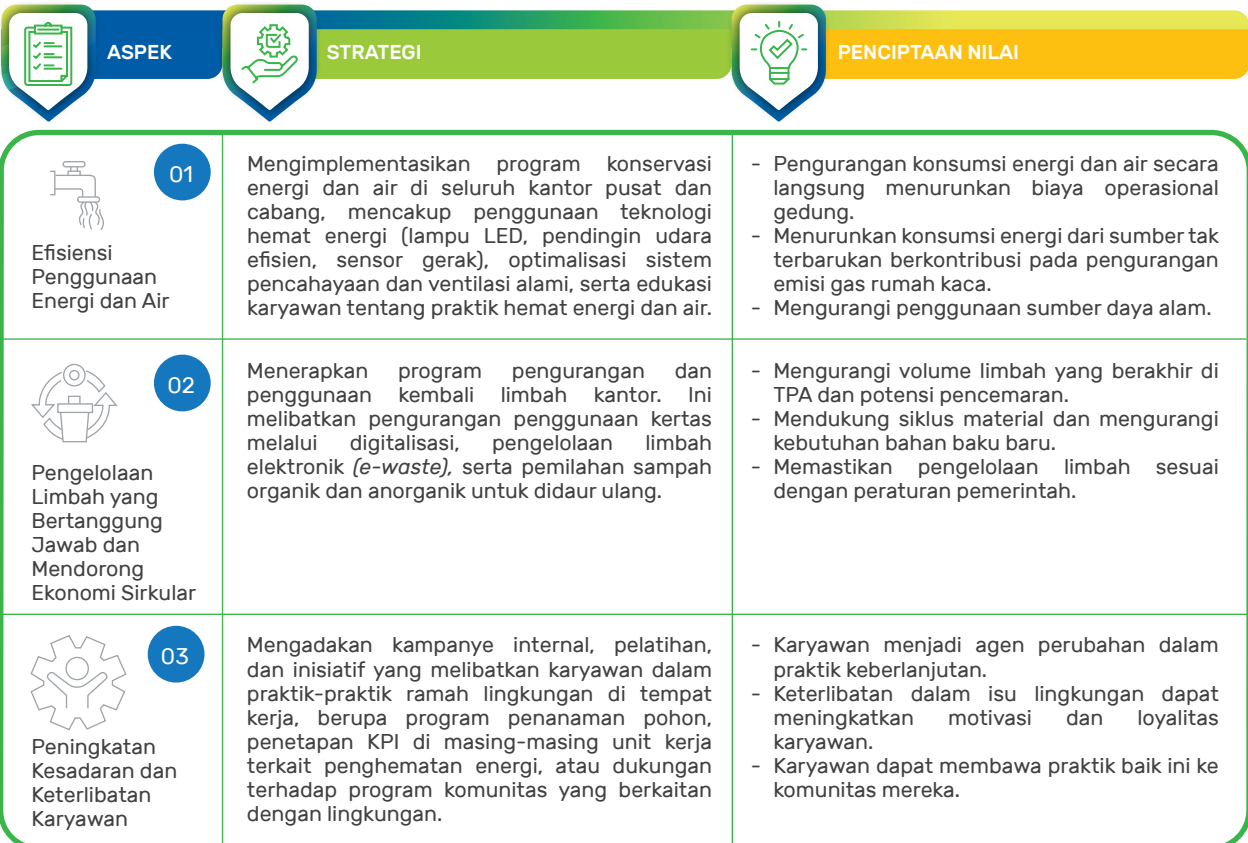 ASPEK
STRATEGI
PENCIPTAAN NILAI
01
Efisiensi
Penggunaan
Energi dan Air
Mengimplementasikan program konservasi
energi dan air di seluruh kantor pusat dan
cabang, mencakup penggunaan teknologi
hemat energi (lampu LED, pendingin udara
efisien, sensor gerak), optimalisasi sistem
pencahayaan dan ventilasi alami, serta edukasi
karyawan tentang praktik hemat energi dan air.
- Pengurangan konsumsi energi dan air secara
langsung menurunkan biaya operasional
gedung.
- Menurunkan konsumsi energi dari sumber tak
terbarukan berkontribusi pada pengurangan
emisi gas rumah kaca.
- Mengurangi penggunaan sumber daya alam.
02
Pengelolaan
Limbah yang
Bertanggung
Jawab dan
Mendorong
Ekonomi Sirkular
Menerapkan program pengurangan dan
penggunaan kembali limbah kantor. Ini
melibatkan pengurangan penggunaan kertas
melalui digitalisasi, pengelolaan limbah
elektronik (e-waste), serta pemilahan sampah
organik dan anorganik untuk didaur ulang.
- Mengurangi volume limbah yang berakhir di
TPA dan potensi pencemaran.
- Mendukung siklus material dan mengurangi
kebutuhan bahan baku baru.
- Memastikan pengelolaan limbah sesuai
dengan peraturan pemerintah.
03
Peningkatan
Kesadaran dan
Keterlibatan
Karyawan
Mengadakan kampanye internal, pelatihan,
dan inisiatif yang melibatkan karyawan dalam
praktik-praktik ramah lingkungan di tempat
kerja, berupa program penanaman pohon,
penetapan KPI di masing-masing unit kerja
terkait penghematan energi, atau dukungan
terhadap program komunitas yang berkaitan
dengan lingkungan.
- Karyawan menjadi agen perubahan dalam
praktik keberlanjutan.
- Keterlibatan dalam isu lingkungan dapat
meningkatkan motivasi dan loyalitas
karyawan.
- Karyawan dapat membawa praktik baik ini ke
komunitas mereka.